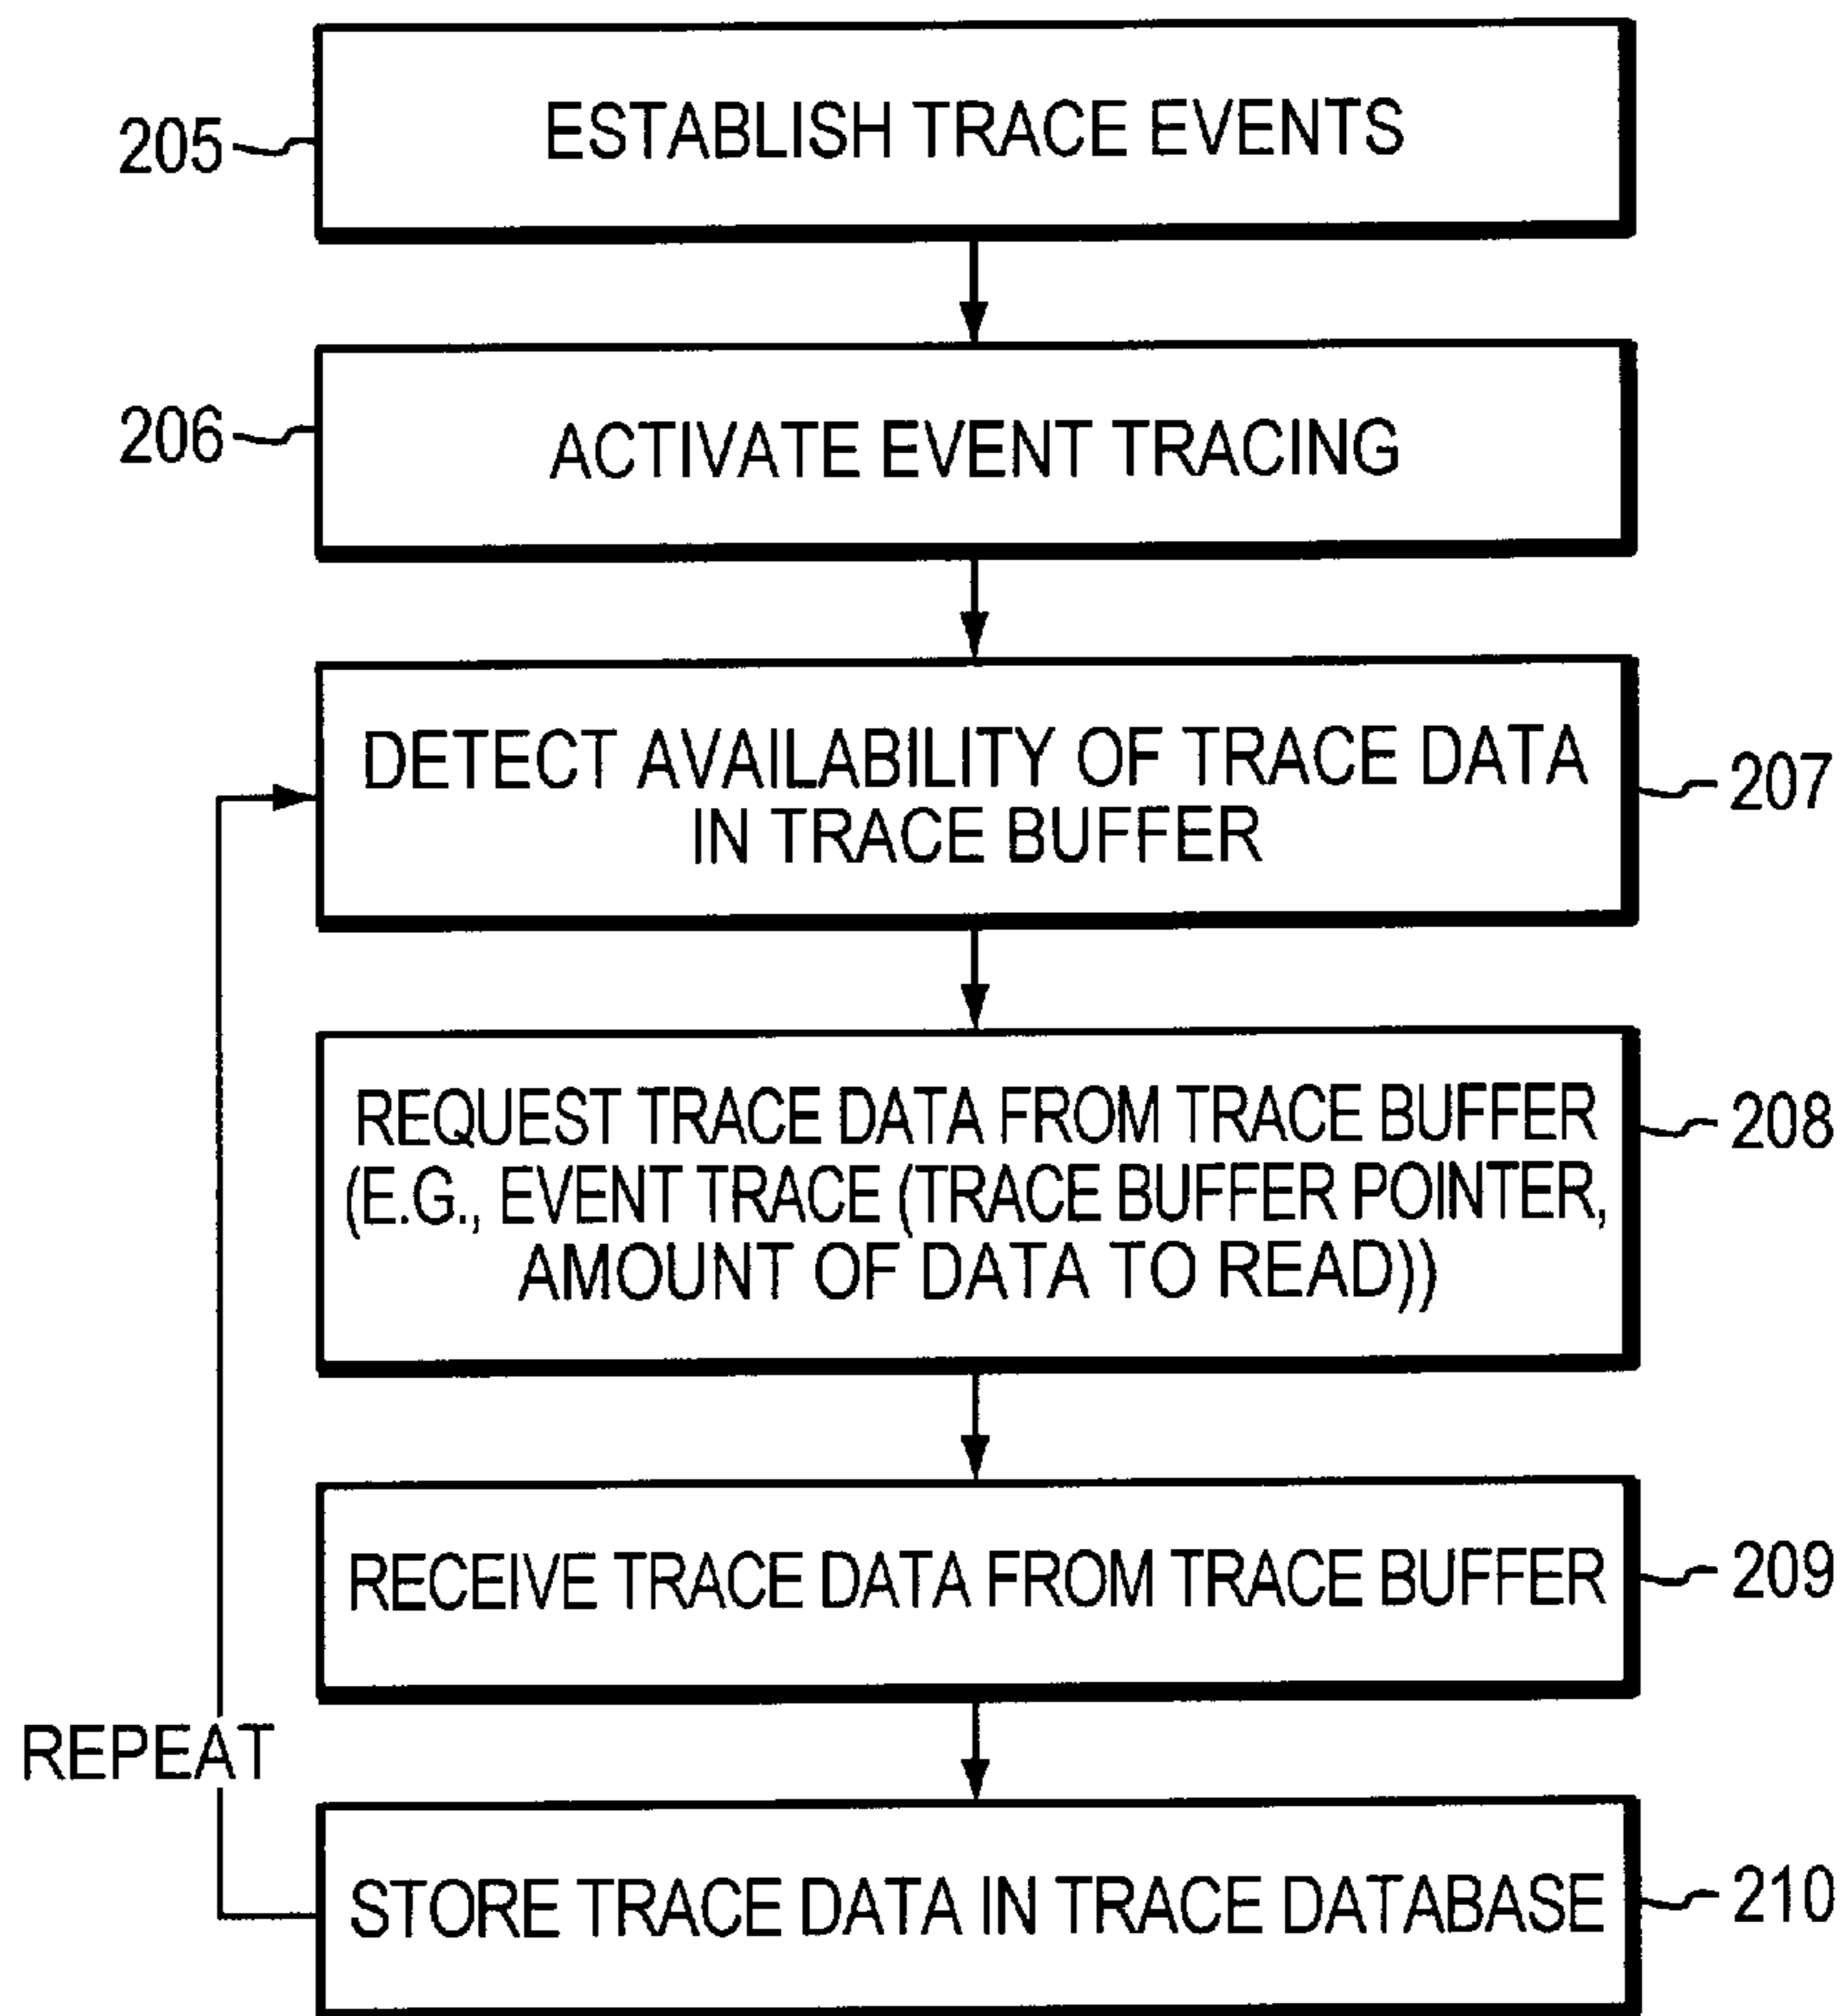 205
ESTABLISH TRACE EVENTS
206
ACTIVATE EVENT TRACING
DETECT AVAILABILITY OF TRACE DATA
IN TRACE BUFFER
207
REQUEST TRACE DATA FROM TRACE BUFFER
(E.G., EVENT TRACE (TRACE BUFFER POINTER,
AMOUNT OF DATA TO READ))
208
RECEIVE TRACE DATA FROM TRACE BUFFER
209
REPEAT
STORE TRACE DATA IN TRACE DATABASE
210